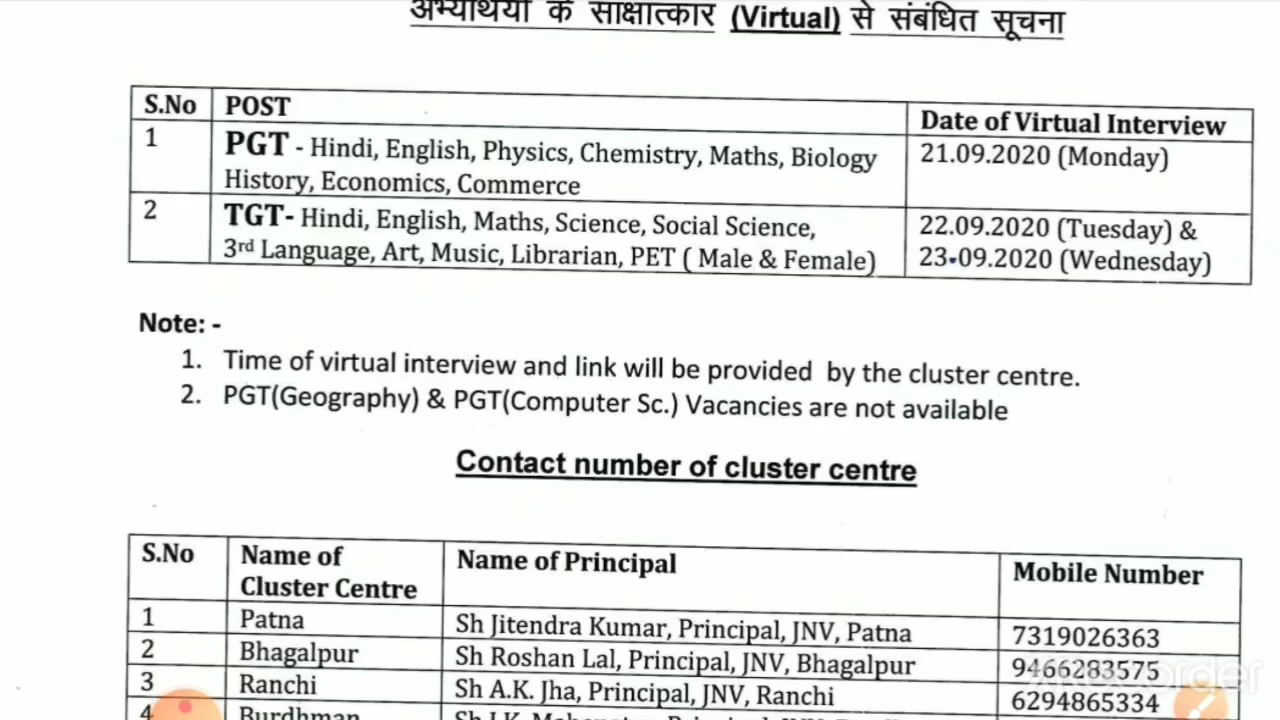 अभ्यर्थियों के साक्षात्कार (Virtual) से संबंधित सूचना
S.No POST Date of Virtual Interview
1 PGT - Hindi, English, Physics, Chemistry, Maths, Biology 21.09.2020 (Monday)
History, Economics, Commerce
2 TGT- Hindi, English, Maths, Science, Social Science, 22.09.2020 (Tuesday) &
3rd Language, Art, Music, Librarian, PET ( Male & Female) 23.09.2020 (Wednesday)
Note: -
1. Time of virtual interview and link will be provided by the cluster centre.
2. PGT(Geography) & PGT(Computer Sc.) Vacancies are not available
Contact number of cluster centre
S.No Name of Cluster Centre Name of Principal Mobile Number
1 Patna Sh Jitendra Kumar, Principal, JNV, Patna 7319026363
2 Bhagalpur Sh Roshan Lal, Principal, JNV, Bhagalpur 9466283575
3 Ranchi Sh A.K. Jha, Principal, JNV, Ranchi 6294865334
4 Burdhman